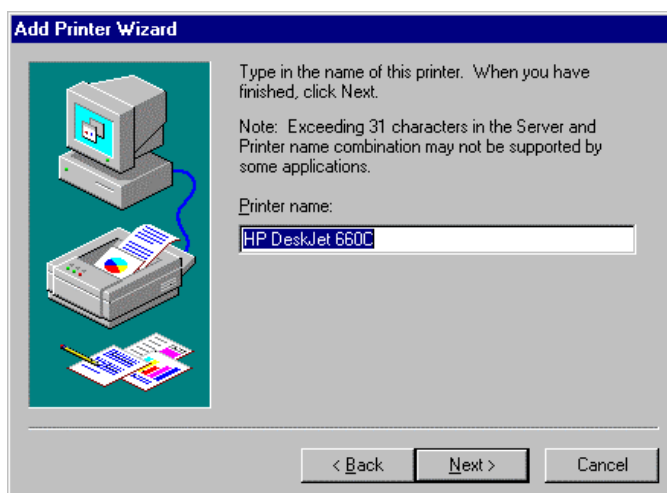 Add Printer Wizard
Type in the name of this printer. When you have
finished, click Next.
Note: Exceeding 31 characters in the Server and
Printer name combination may not be supported by
some applications.
Printer name:
HP DeskJet 660C
< Back
Next >
Cancel